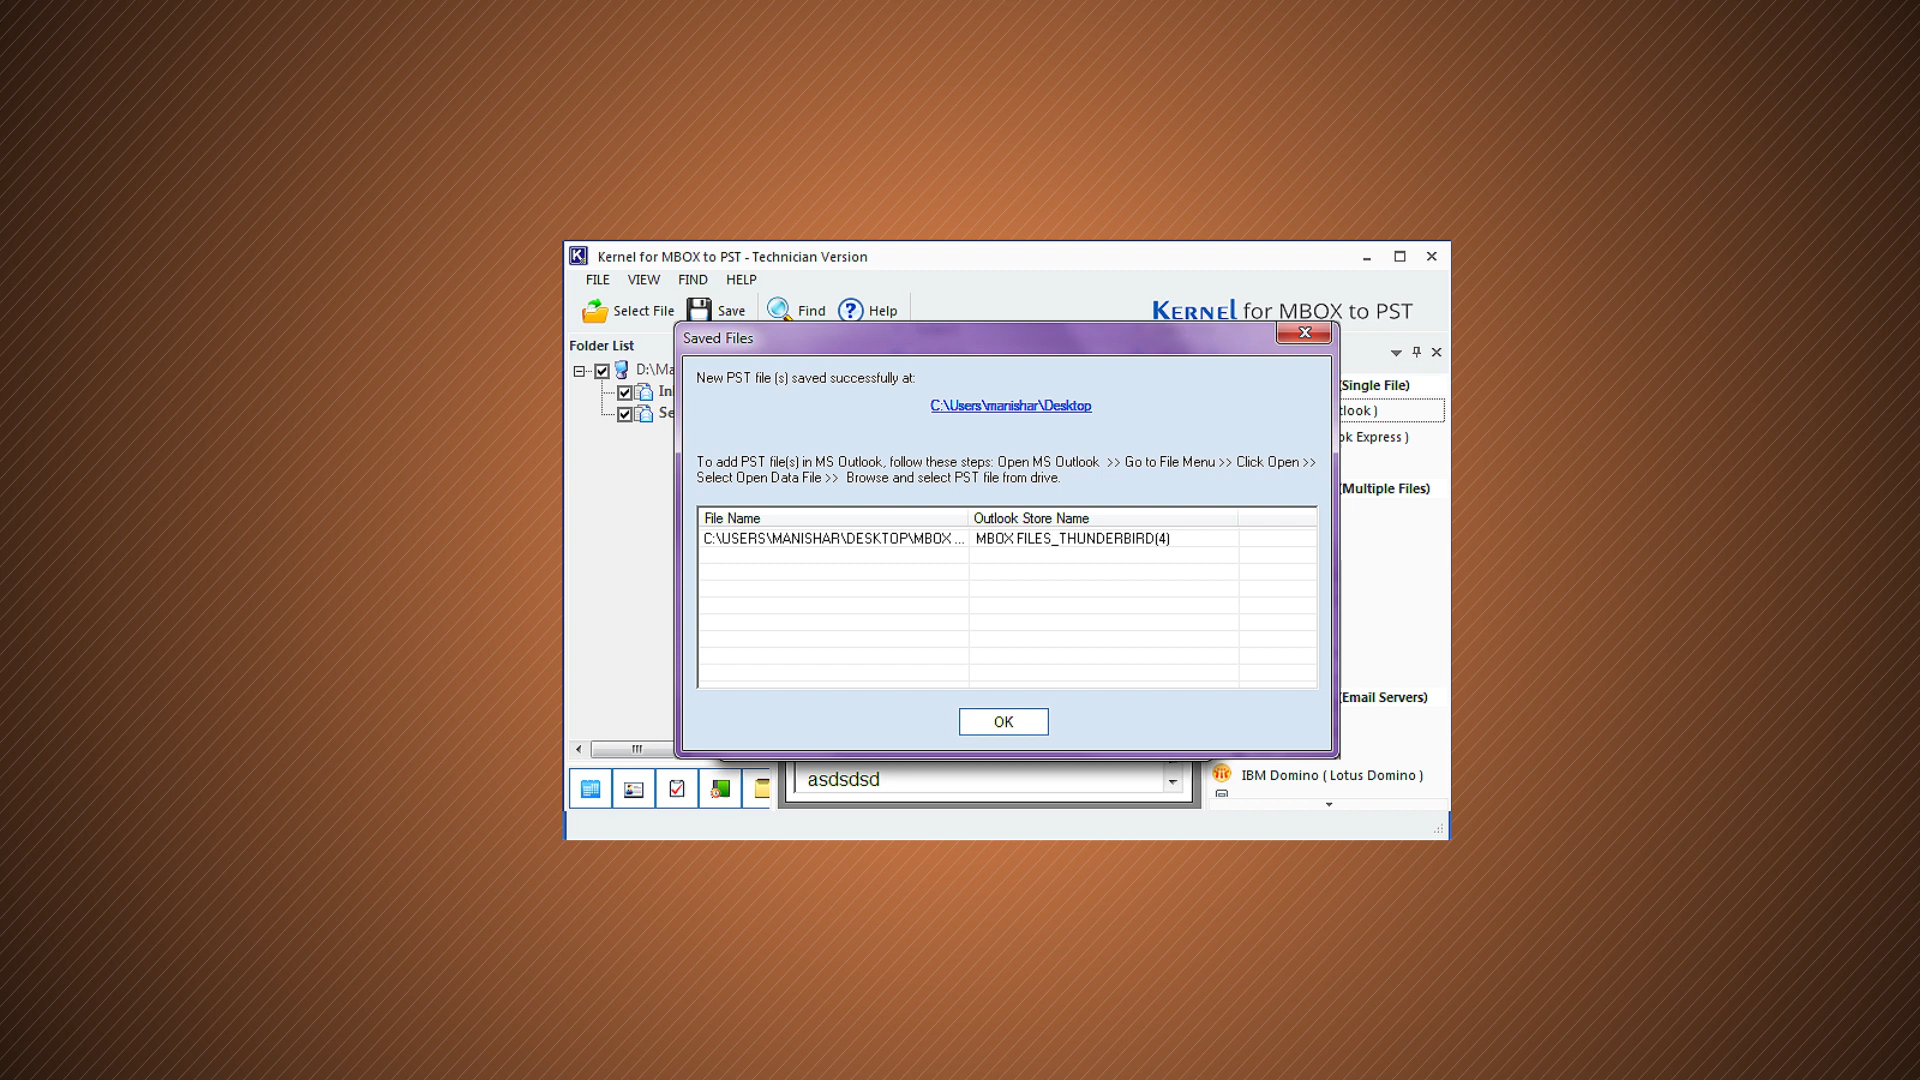 Kernel for MBOX to PST - Technician Version
FILE VIEW FIND HELP
Select File Save Find Help
KERNEL for MBOX to PST
Saved Files
Folder List
New PST file (s) saved successfully at:
D:\Ma
(Single File)
C:\Users\manishar\Desktop
tlook )
ok Express )
To add PST file(s) in MS Outlook, follow these steps: Open MS Outlook >> Go to File Menu >> Click Open >>
Select Open Data File >> Browse and select PST file from drive.
(Multiple Files)
File Name Outlook Store Name
C:\USERS\MANISHAR\DESKTOP\MBOX ... MBOX FILES_THUNDERBIRD(4)
(Email Servers)
OK
asdsdsd
IBM Domino ( Lotus Domino )